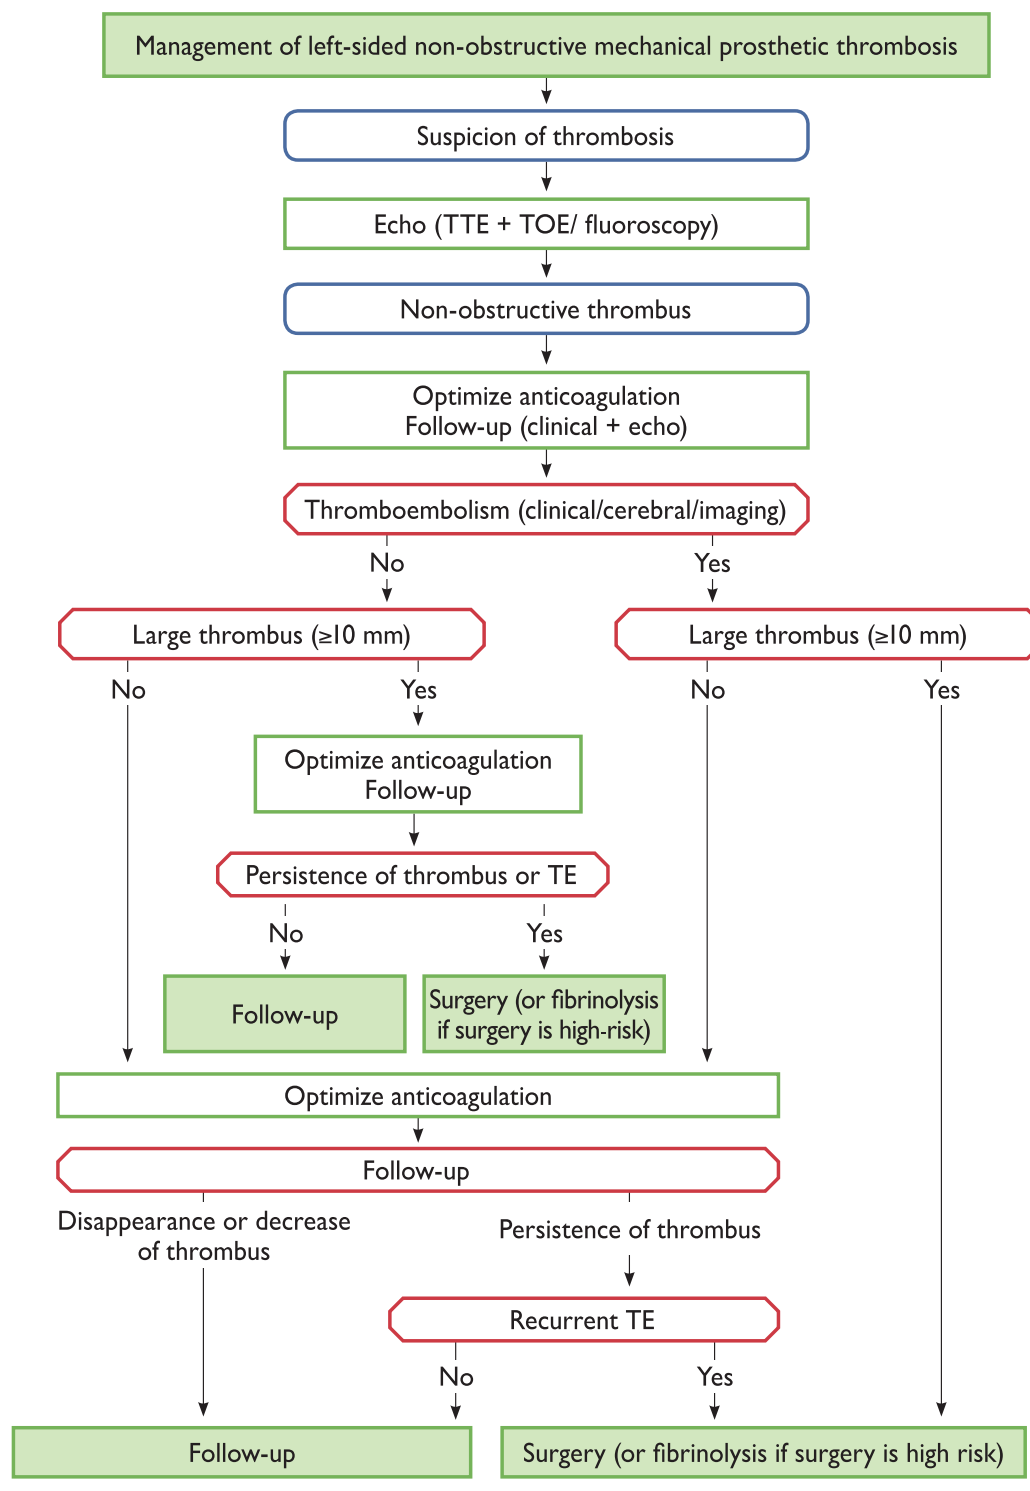 Management of left-sided non-obstructive mechanical prosthetic thrombosis
Suspicion of thrombosis
Echo (TTE + TOE/ fluoroscopy)
Non-obstructive thrombus
Optimize anticoagulation
Follow-up (clinical + echo)
Thromboembolism (clinical/cerebral/imaging)
No
Yes
Large thrombus (≥10 mm)
Large thrombus (≥10 mm)
No
Yes
No
Yes
Optimize anticoagulation
Follow-up
Persistence of thrombus or TE
No
Yes
Follow-up
Surgery (or fibrinolysis
if surgery is high-risk)
Optimize anticoagulation
Follow-up
Disappearance or decrease
of thrombus
Persistence of thrombus
Recurrent TE
No
Yes
Follow-up
Surgery (or fibrinolysis if surgery is high risk)